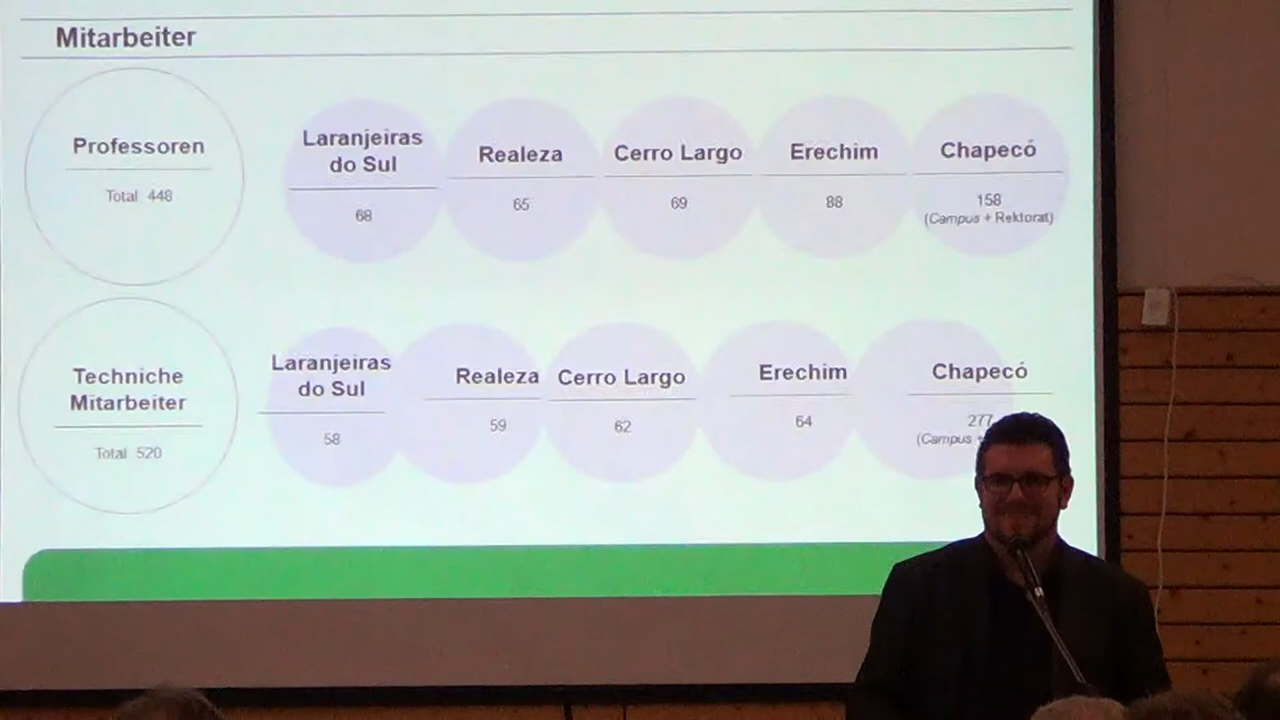 Mitarbeiter
Professoren
Total 448
Laranjeiras
do Sul
68
Realeza
65
Cerro Largo
69
Erechim
88
Chapecó
158
(Campus + Rektorat)
Techniche
Mitarbeiter
Total 520
Laranjeiras
do Sul
58
Realeza
59
Cerro Largo
62
Erechim
64
Chapecó
277
(Campus +